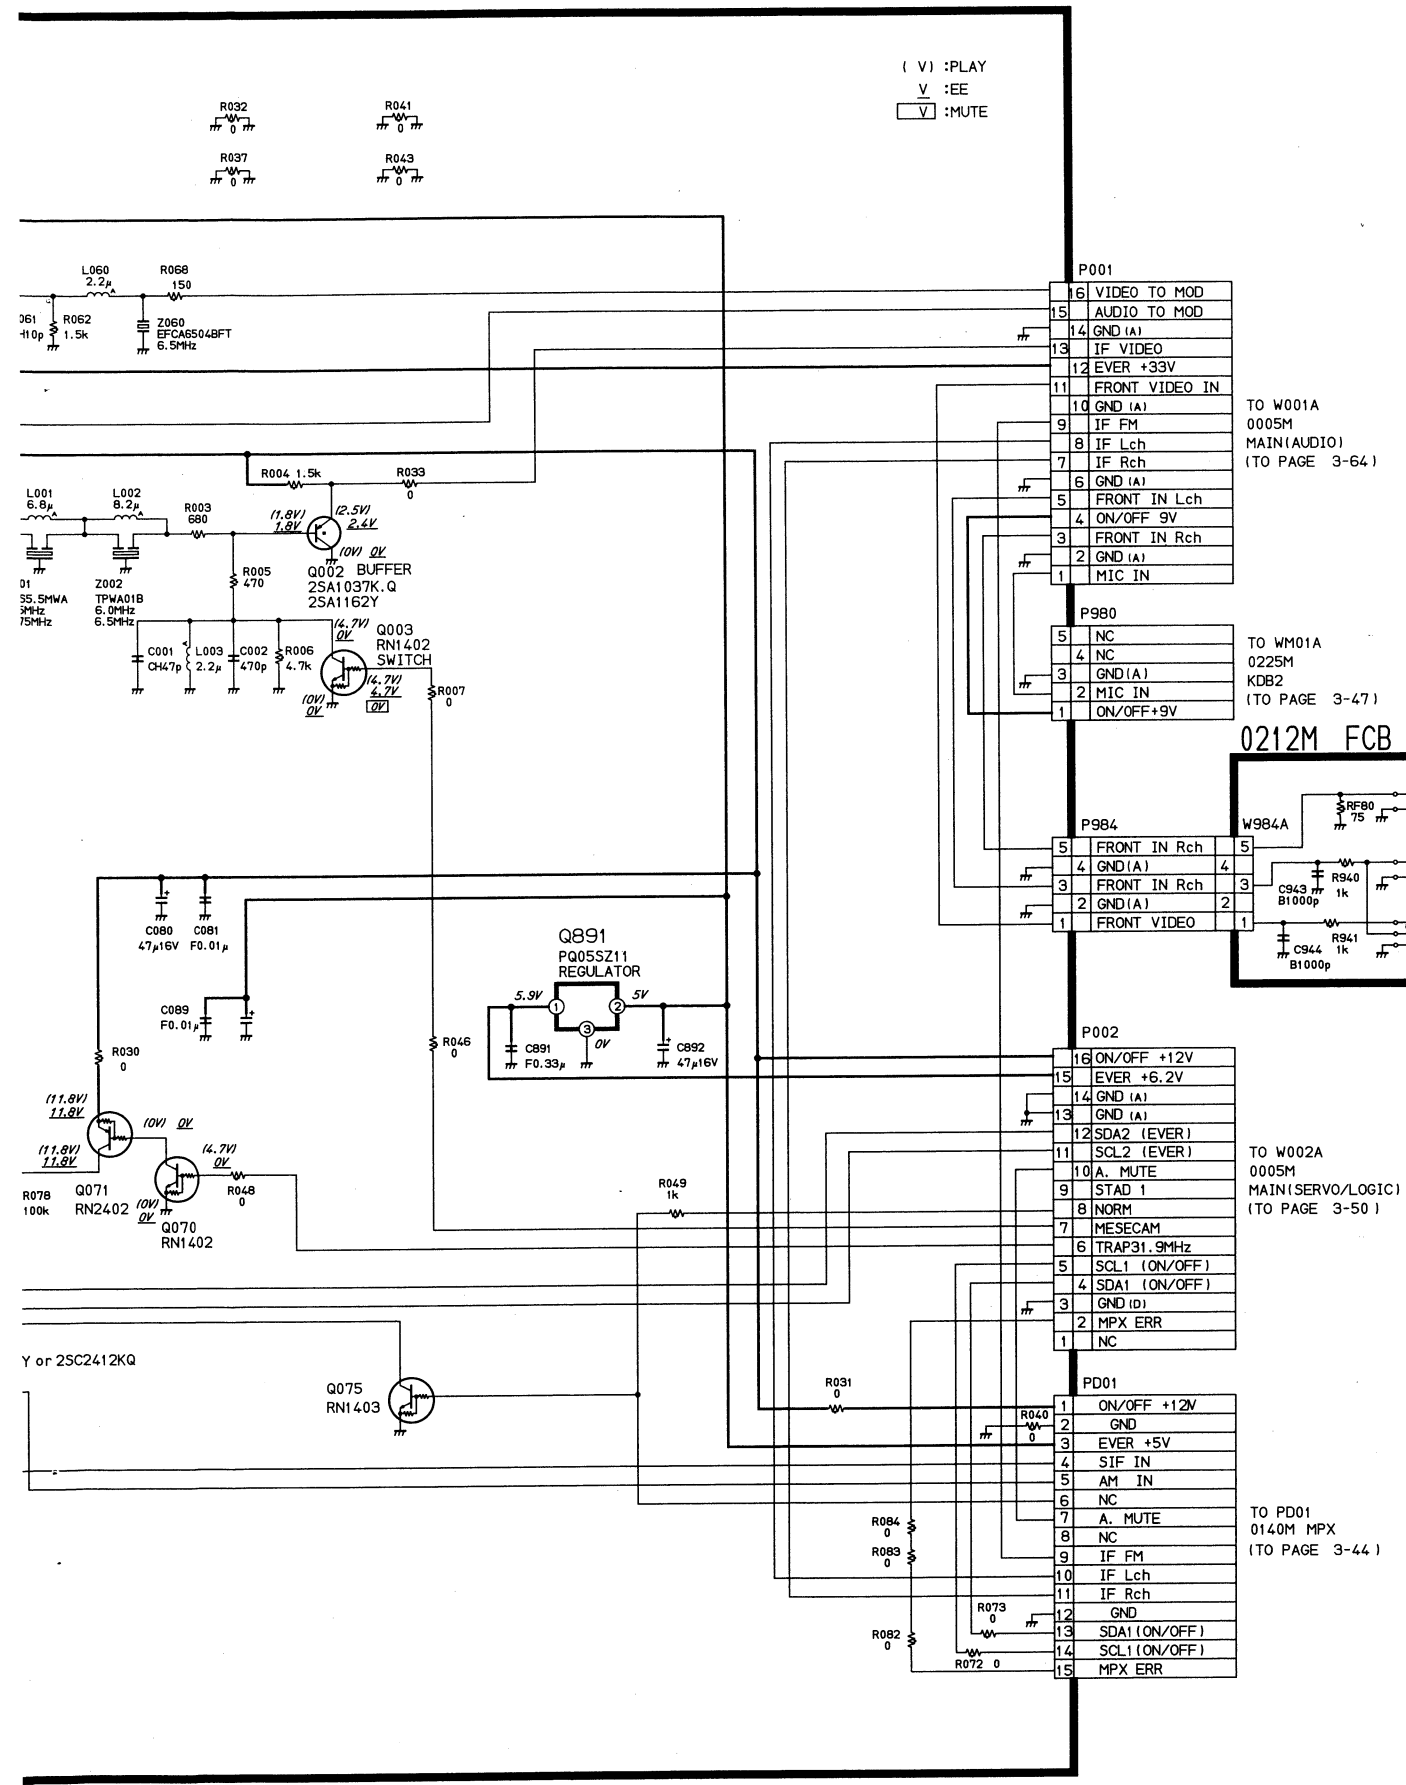 ( V) :PLAY
V :EE
V :MUTE
R032
0
R041
0
R037
0
R043
0
L060
2.2μ
R068
150
R062
1.5k
Z060
EFCA6504BFT
6.5MHz
P001
16 VIDEO TO MOD
15 AUDIO TO MOD
14 GND (A)
13 IF VIDEO
12 EVER +33V
11 FRONT VIDEO IN
10 GND (A)
9 IF FM
8 IF Lch
7 IF Rch
6 GND (A)
5 FRONT IN Lch
4 ON/OFF 9V
3 FRONT IN Rch
2 GND (A)
1 MIC IN
TO W001A
0005M
MAIN(AUDIO)
(TO PAGE 3-64)
R004 1.5k
R033
0
L001
6.8μ
L002
8.2μ
R003
680
(1.8V)
1.8V
(2.5V)
2.4V
(0V) 0V
Q002 BUFFER
2SA1037K.Q
2SA1162Y
R005
470
Z002
TPWA01B
6.0MHz
6.5MHz
S5.5MWA
C001
CH47p
L003
2.2μ
C002
470p
R006
4.7k
(4.7V)
0V
Q003
RN1402
SWITCH
(4.7V)
4.7V
0V
(0V)
0V
R007
0
P980
5 NC
4 NC
3 GND(A)
2 MIC IN
1 ON/OFF+9V
TO WM01A
0225M
KDB2
(TO PAGE 3-47)
0212M FCB
W984A
RF80
75
C943
B1000p
R940
1k
C944
B1000p
R941
1k
P984
5 FRONT IN Rch 5
4 GND(A) 4
3 FRONT IN Rch 3
2 GND(A) 2
1 FRONT VIDEO 1
C080
47μ16V
C081
F0.01μ
C089
F0.01μ
Q891
PQ05SZ11
REGULATOR
5.9V
1
2
5V
3
0V
C891
F0.33μ
C892
47μ16V
R030
0
R046
0
(11.8V)
11.8V
(0V) 0V
(11.8V)
11.8V
(4.7V)
0V
R078
100k
Q071
RN2402
(0V)
0V
Q070
RN1402
R048
0
R049
1k
P002
16 ON/OFF +12V
15 EVER +6.2V
14 GND (A)
13 GND (A)
12 SDA2 (EVER)
11 SCL2 (EVER)
10 A. MUTE
9 STAD 1
8 NORM
7 MESECAM
6 TRAP31.9MHz
5 SCL1 (ON/OFF)
4 SDA1 (ON/OFF)
3 GND (D)
2 MPX ERR
1 NC
TO W002A
0005M
MAIN(SERVO/LOGIC)
(TO PAGE 3-50 )
Y or 2SC2412KQ
Q075
RN1403
R031
0
R040
0
PD01
1 ON/OFF +12V
2 GND
3 EVER +5V
4 SIF IN
5 AM IN
6 NC
7 A. MUTE
8 NC
9 IF FM
10 IF Lch
11 IF Rch
12 GND
13 SDA1(ON/OFF)
14 SCL1(ON/OFF)
15 MPX ERR
TO PD01
0140M MPX
(TO PAGE 3-44 )
R084
0
R083
0
R082
0
R073
0
R072 0